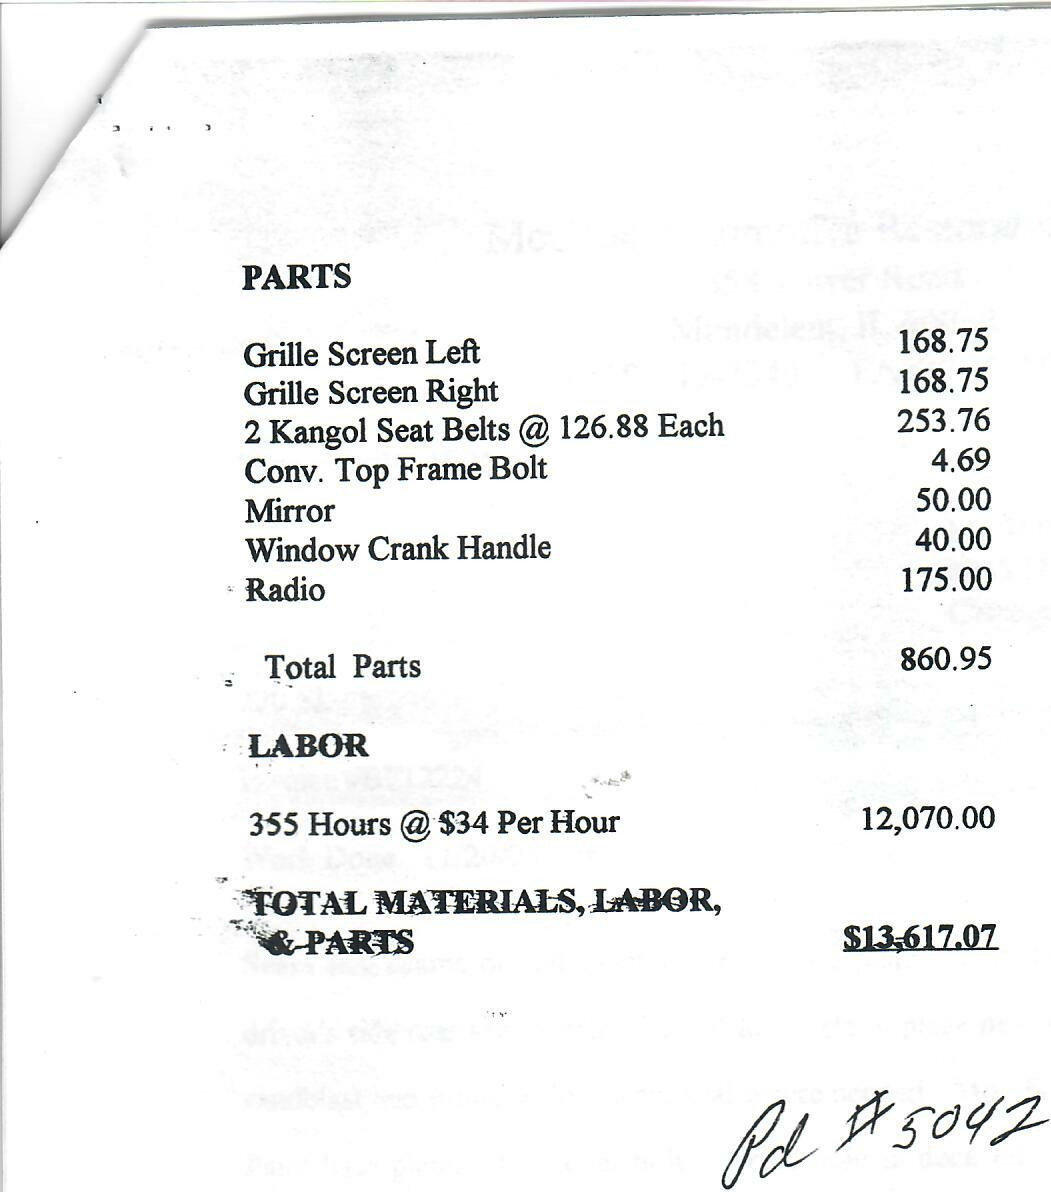 PARTS
Grille Screen Left 168.75
Grille Screen Right 168.75
2 Kangol Seat Belts @ 126.88 Each 253.76
Conv. Top Frame Bolt 4.69
Mirror 50.00
Window Crank Handle 40.00
Radio 175.00
Total Parts 860.95
LABOR
355 Hours @ $34 Per Hour 12,070.00
TOTAL MATERIALS, LABOR,
& PARTS $13,617.07
Pd # 5042